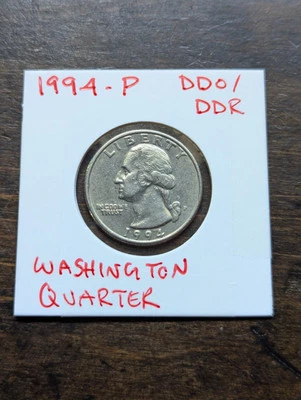 1994-P DDO/
DDR
LIBERTY
IN GOD WE
TRUST
1994
WASHINGTON
QUARTER